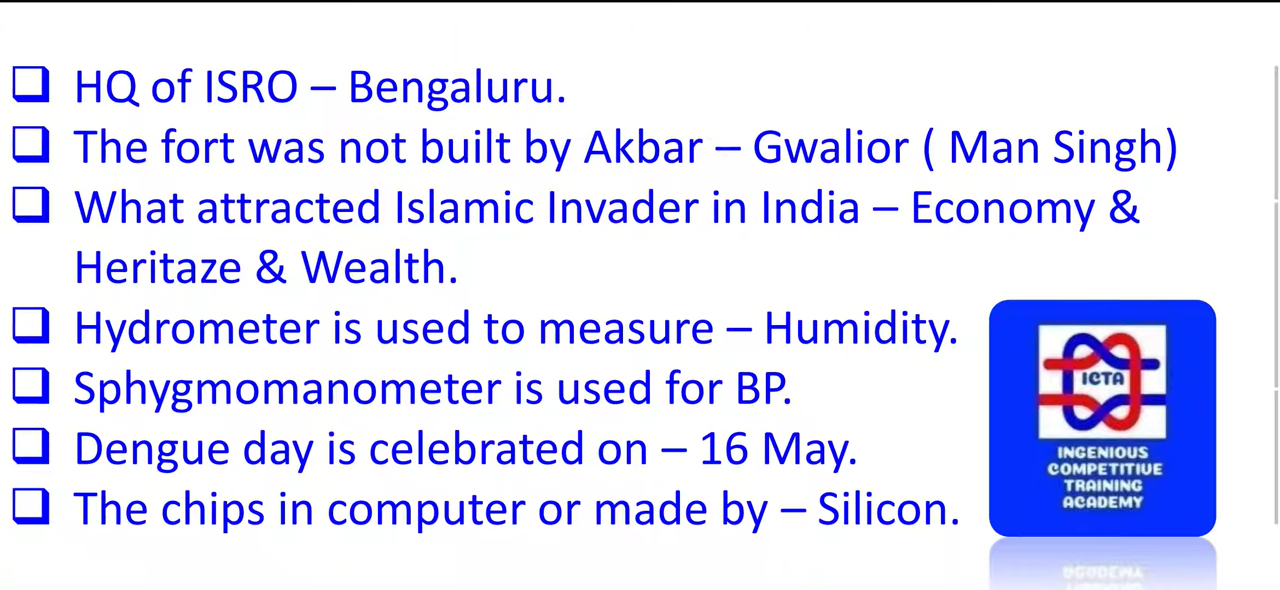 ❑ HQ of ISRO – Bengaluru.
❑ The fort was not built by Akbar – Gwalior ( Man Singh)
❑ What attracted Islamic Invader in India – Economy &
Heritaze & Wealth.
❑ Hydrometer is used to measure – Humidity.
❑ Sphygmomanometer is used for BP.
❑ Dengue day is celebrated on – 16 May.
❑ The chips in computer or made by – Silicon.
ICTA
INGENIOUS
COMPETITIVE
TRAINING
ACADEMY